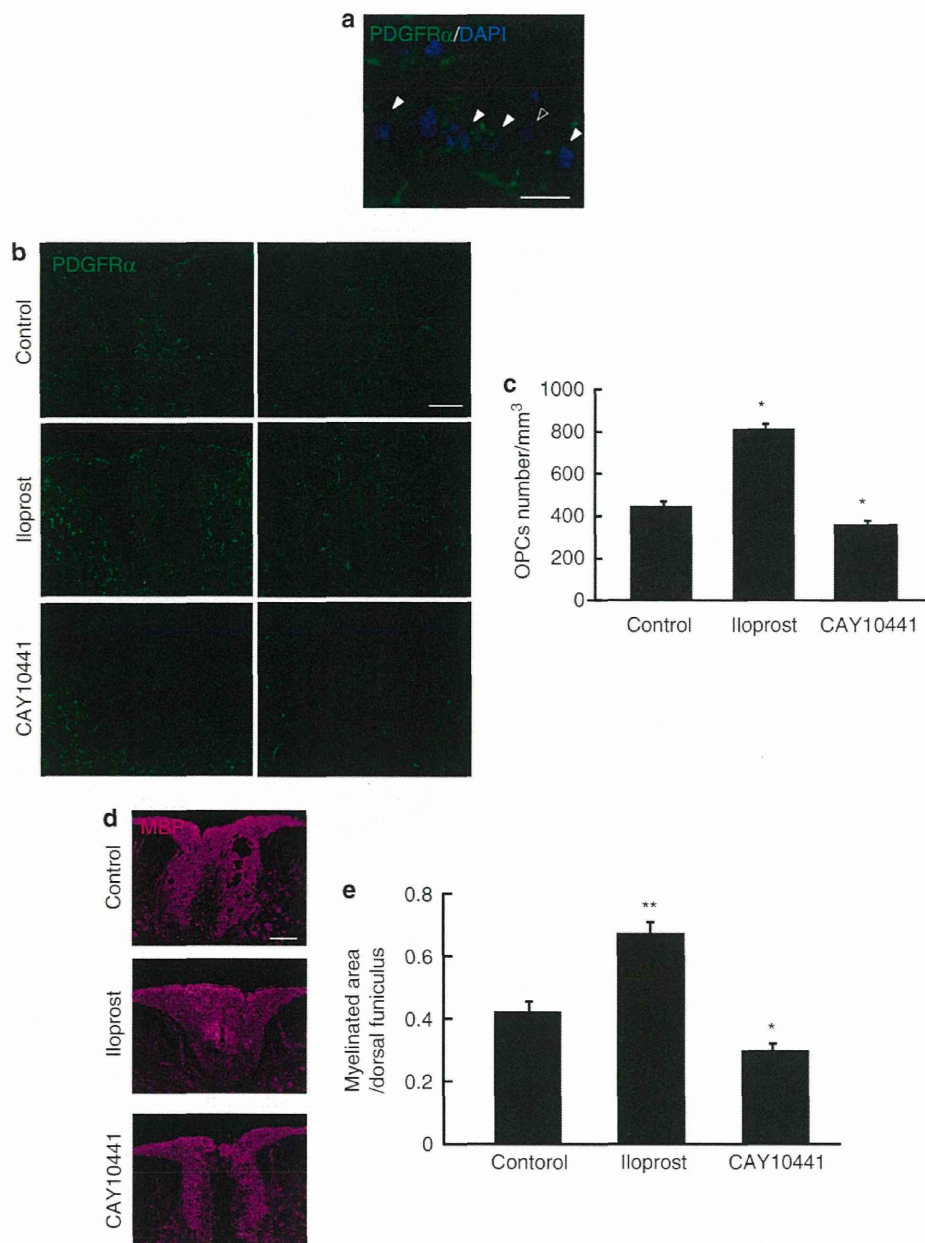 a
PDGFRα/DAPI
b
PDGFRα
Control
Iloprost
CAY10441
c
OPCs number/mm³
1000
800
600
400
200
0
*
*
Control
Iloprost
CAY10441
d
MBP
Control
Iloprost
CAY10441
e
Myelinated area
/dorsal funiculus
0.8
0.6
0.4
0.2
0
**
*
Contorol
Iloprost
CAY10441